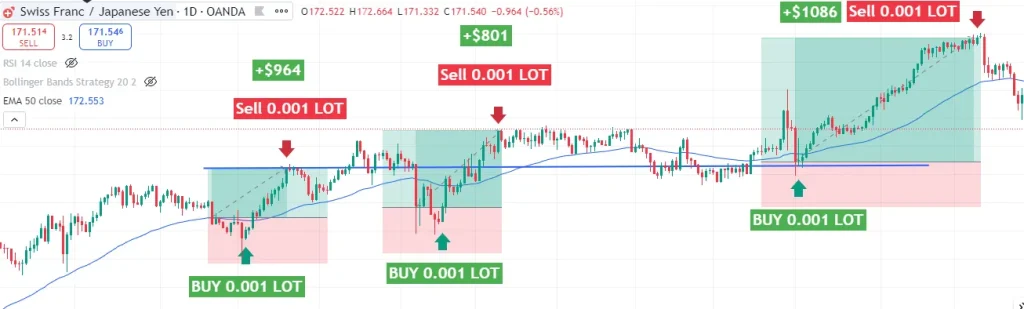 Swiss Franc / Japanese Yen · 1D · OANDA O172.522 H172.664 L171.332 C171.540 -0.964 (-0.56%)
171.514 SELL 3.2 171.546 BUY
RSI 14 close
Bollinger Bands Strategy 20 2
EMA 50 close 172.553
+$964
Sell 0.001 LOT
BUY 0.001 LOT
+$801
Sell 0.001 LOT
BUY 0.001 LOT
+$1086
Sell 0.001 LOT
BUY 0.001 LOT